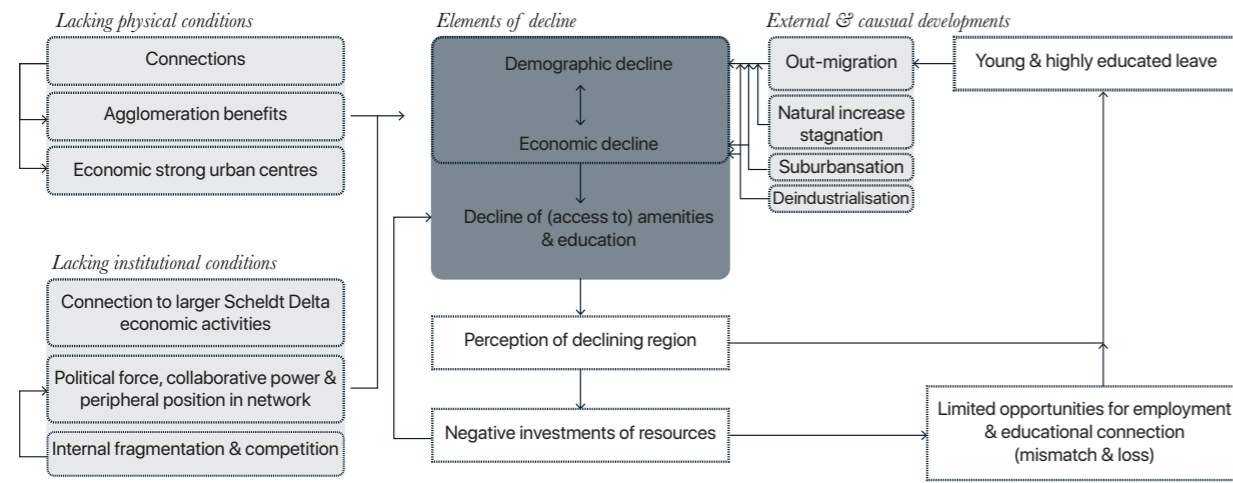 Lacking physical conditions
Connections
Agglomeration benefits
Economic strong urban centres
Lacking institutional conditions
Connection to larger Scheldt Delta
economic activities
Political force, collaborative power &
peripheral position in network
Internal fragmentation & competition
Elements of decline
Demographic decline
Economic decline
Decline of (access to) amenities
& education
Perception of declining region
Negative investments of resources
External & causual developments
Out-migration
Natural increase
stagnation
Suburbansation
Deindustrialisation
Young & highly educated leave
Limited opportunities for employment
& educational connection
(mismatch & loss)